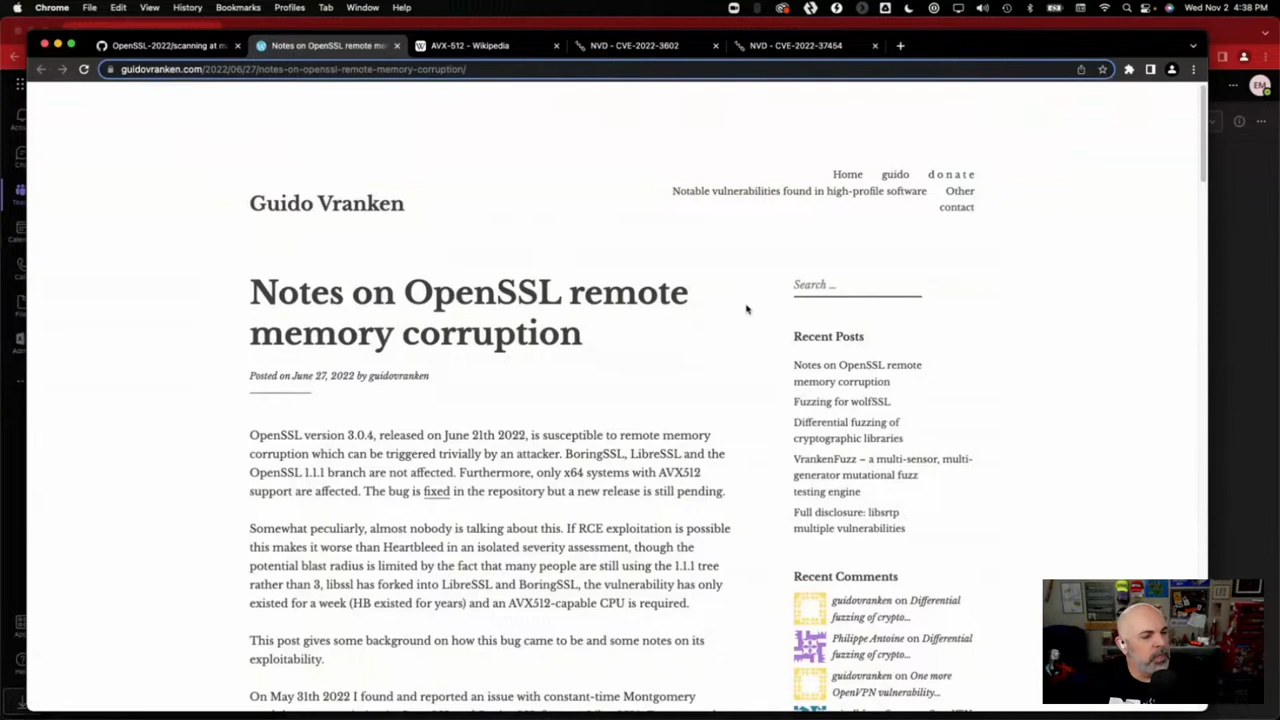 Chrome File Edit View History Bookmarks Profiles Tab Window Help Wed Nov 2 4:38 PM
OpenSSL-2022/scanning at m Notes on OpenSSL remote me AVX-512 - Wikipedia NVD - CVE-2022-3602 NVD - CVE-2022-37454
guidovranken.com/2022/06/27/notes-on-openssl-remote-memory-corruption/
EM
Home guido donate
Notable vulnerabilities found in high-profile software Other
contact
Guido Vranken
Notes on OpenSSL remote
memory corruption
Posted on June 27, 2022 by guidovranken
OpenSSL version 3.0.4, released on June 21th 2022, is susceptible to remote memory
corruption which can be triggered trivially by an attacker. BoringSSL, LibreSSL and the
OpenSSL 1.1.1 branch are not affected. Furthermore, only x64 systems with AVX512
support are affected. The bug is fixed in the repository but a new release is still pending.
Somewhat peculiarly, almost nobody is talking about this. If RCE exploitation is possible
this makes it worse than Heartbleed in an isolated severity assessment, though the
potential blast radius is limited by the fact that many people are still using the 1.1.1 tree
rather than 3, libssl has forked into LibreSSL and BoringSSL, the vulnerability has only
existed for a week (HB existed for years) and an AVX512-capable CPU is required.
This post gives some background on how this bug came to be and some notes on its
exploitability.
On May 31th 2022 I found and reported an issue with constant-time Montgomery
Search …
Recent Posts
Notes on OpenSSL remote
memory corruption
Fuzzing for wolfSSL
Differential fuzzing of
cryptographic libraries
VrankenFuzz – a multi-sensor, multi-
generator mutational fuzz
testing engine
Full disclosure: libsrtp
multiple vulnerabilities
Recent Comments
guidovranken on Differential
fuzzing of crypto…
Philippe Antoine on Differential
fuzzing of crypto…
guidovranken on One more
OpenVPN vulnerability…